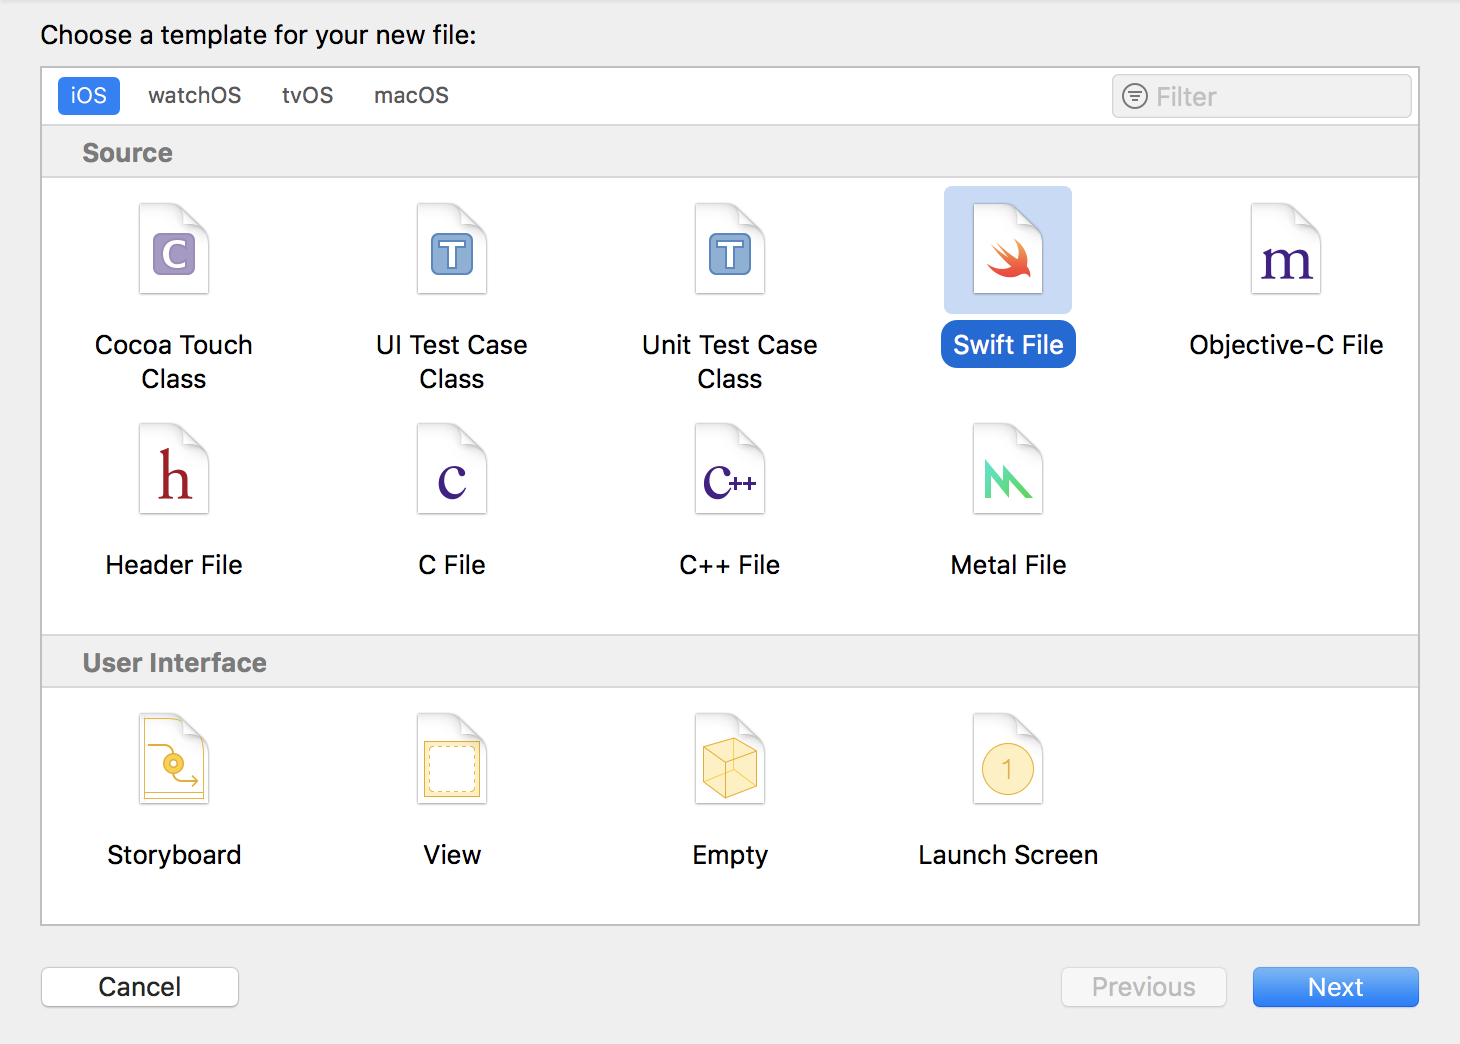 Choose a template for your new file:
iOS watchOS tvOS macOS Filter
Source
C T T m
Cocoa Touch Class UI Test Case Class Unit Test Case Class Swift File Objective-C File
h c c++
Header File C File C++ File Metal File
User Interface
1
Storyboard View Empty Launch Screen
Cancel Previous Next